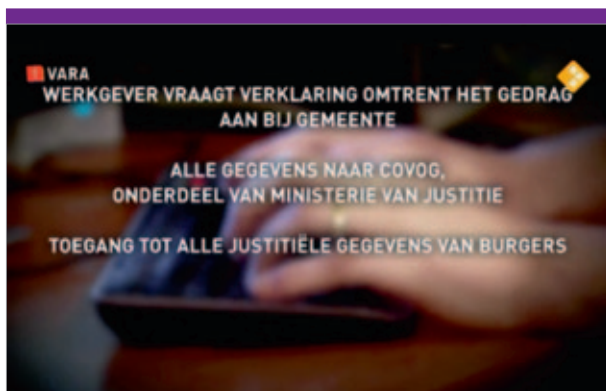 VARA
WERKGEVER VRAAGT VERKLARING OMTRENT HET GEDRAG
AAN BIJ GEMEENTE
ALLE GEGEVENS NAAR COVOG,
ONDERDEEL VAN MINISTERIE VAN JUSTITIE
TOEGANG TOT ALLE JUSTITIËLE GEGEVENS VAN BURGERS